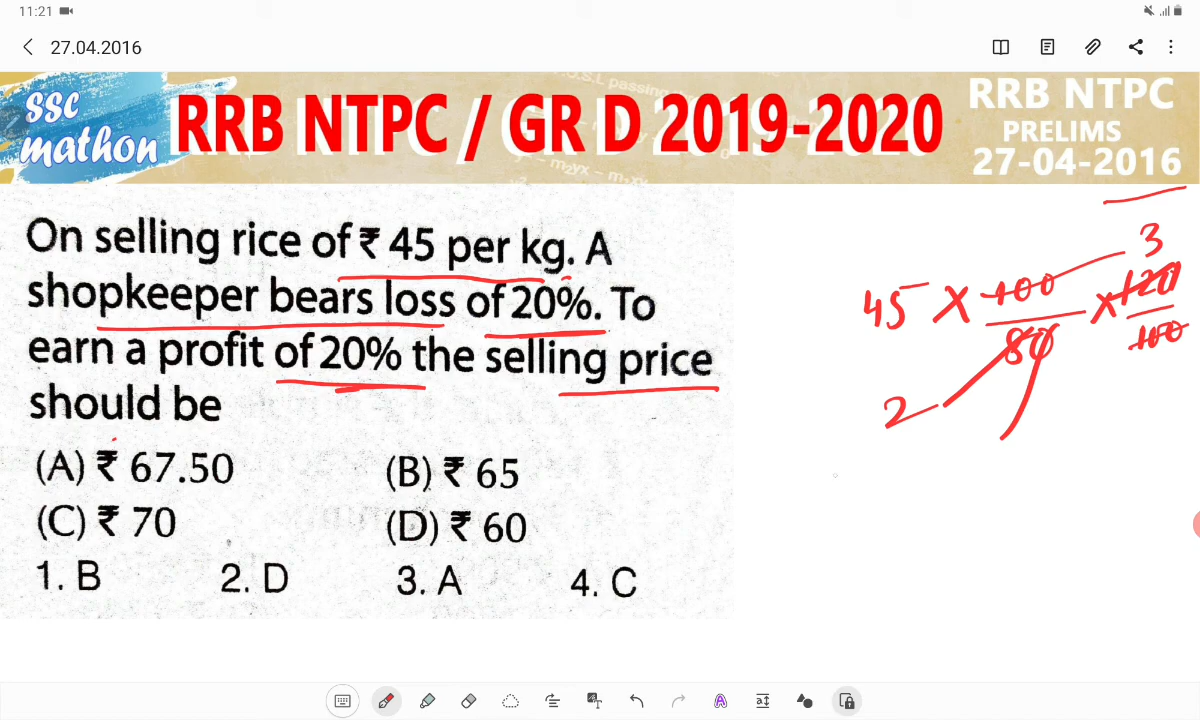 11:21
27.04.2016
SSC mathon
RRB NTPC / GR D 2019-2020
RRB NTPC
PRELIMS
27-04-2016
On selling rice of ₹ 45 per kg. A
shopkeeper bears loss of 20%. To
earn a profit of 20% the selling price
should be
(A) ₹ 67.50 (B) ₹ 65
(C) ₹ 70 (D) ₹ 60
1. B 2. D 3. A 4. C
3
45 × 100 × 120
80 100
2